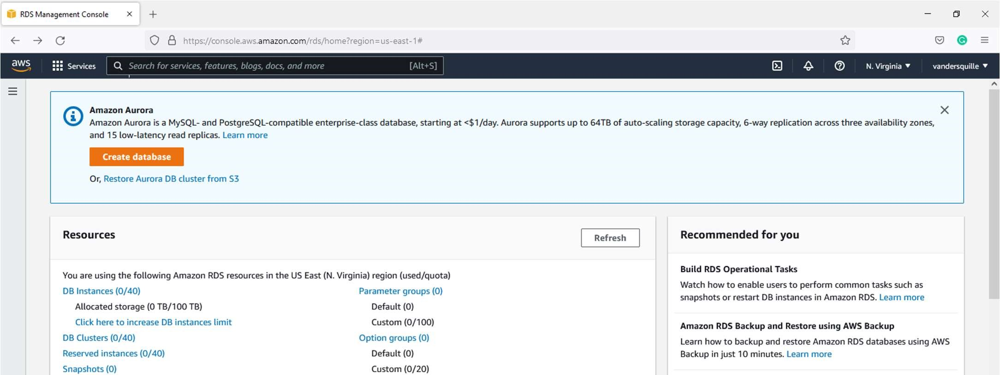 RDS Management Console
https://console.aws.amazon.com/rds/home?region=us-east-1#
aws
Services
Search for services, features, blogs, docs, and more
[Alt+S]
N. Virginia
vandersquille
Amazon Aurora
Amazon Aurora is a MySQL- and PostgreSQL-compatible enterprise-class database, starting at <$1/day. Aurora supports up to 64TB of auto-scaling storage capacity, 6-way replication across three availability zones,
and 15 low-latency read replicas. Learn more
Create database
Or, Restore Aurora DB cluster from S3
Resources
Refresh
You are using the following Amazon RDS resources in the US East (N. Virginia) region (used/quota)
DB Instances (0/40)
Allocated storage (0 TB/100 TB)
Click here to increase DB instances limit
DB Clusters (0/40)
Reserved instances (0/40)
Snapshots (0)
Parameter groups (0)
Default (0)
Custom (0/100)
Option groups (0)
Default (0)
Custom (0/20)
Recommended for you
Build RDS Operational Tasks
Watch how to enable users to perform common tasks such as
snapshots or restart DB instances in Amazon RDS. Learn more
Amazon RDS Backup and Restore using AWS Backup
Learn how to backup and restore Amazon RDS databases using AWS
Backup in just 10 minutes. Learn more